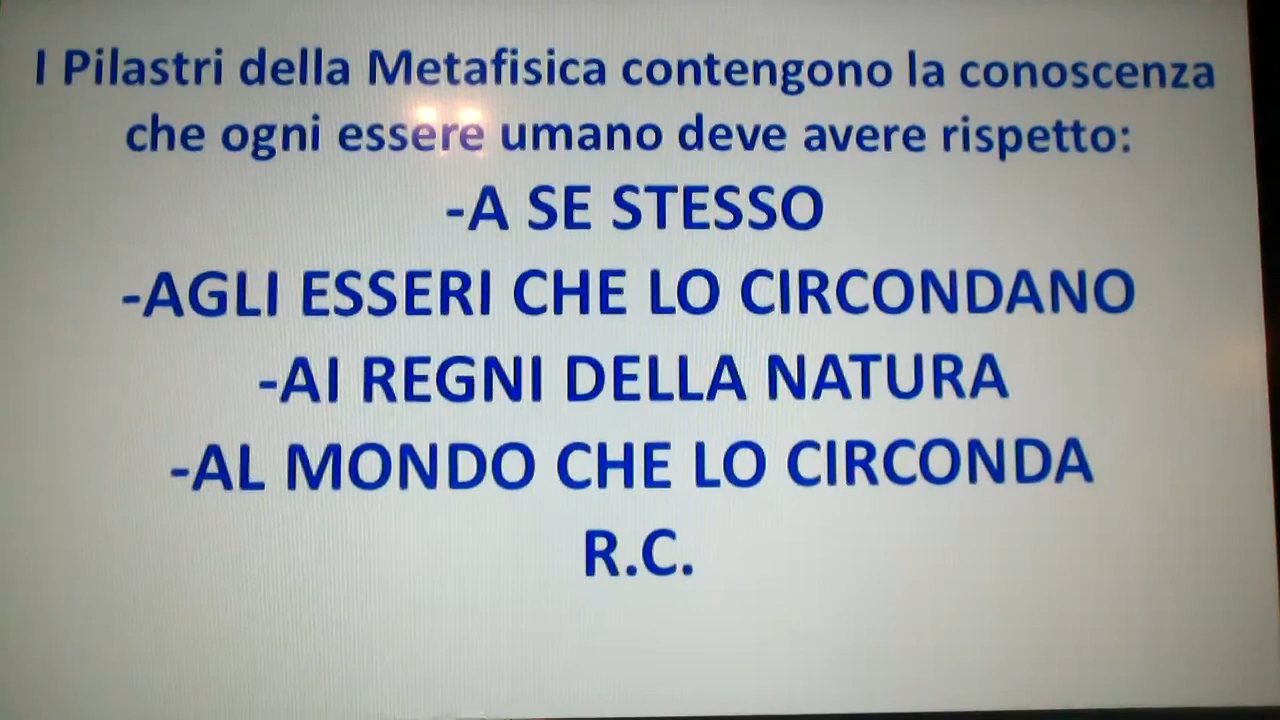 I Pilastri della Metafisica contengono la conoscenza
che ogni essere umano deve avere rispetto:
-A SE STESSO
-AGLI ESSERI CHE LO CIRCONDANO
-AI REGNI DELLA NATURA
-AL MONDO CHE LO CIRCONDA
R.C.